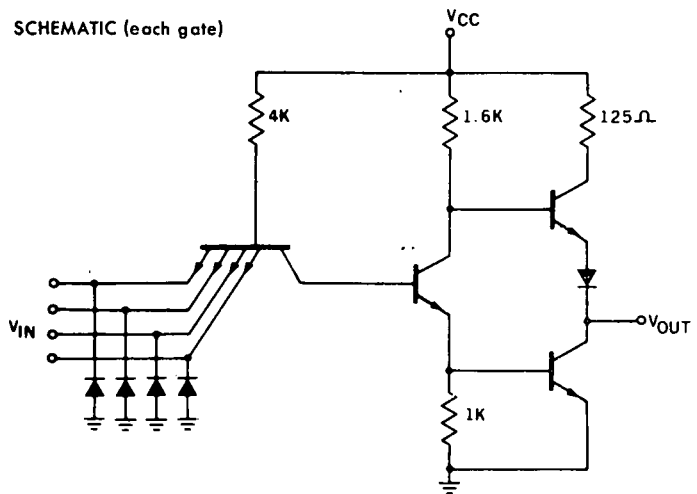 SCHEMATIC (each gate)
VCC
4K
1.6K
125Ω
VIN
VOUT
1K